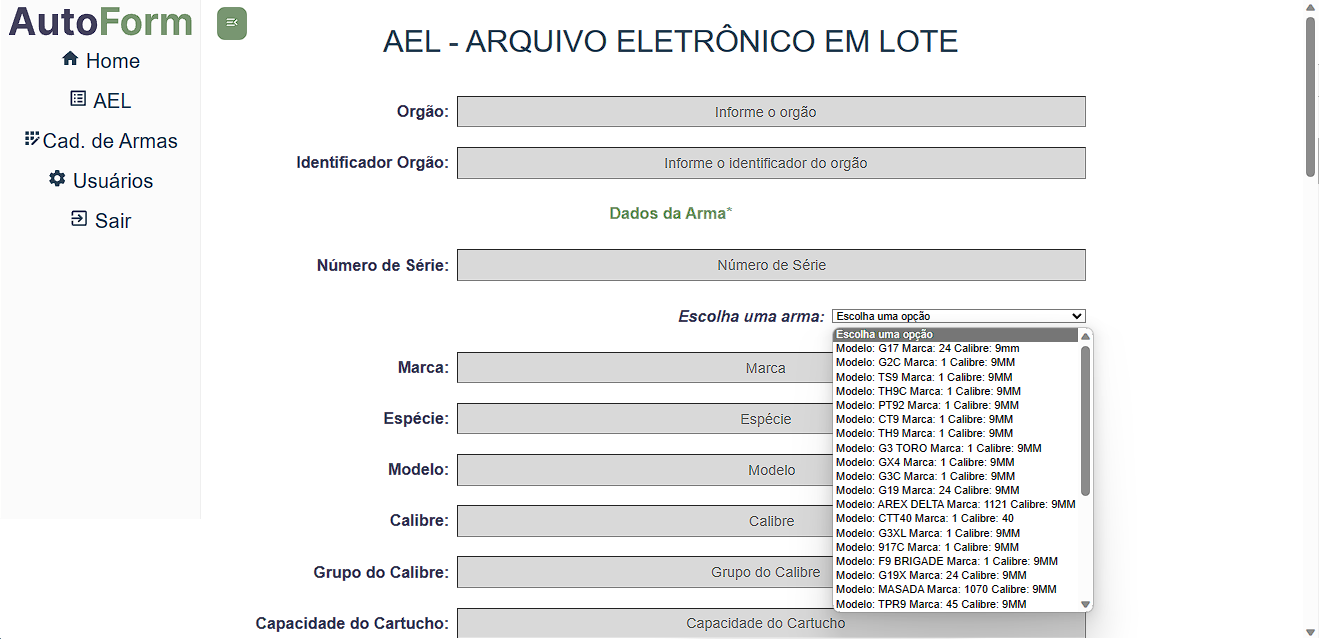 AutoForm
Home
AEL
Cad. de Armas
Usuários
Sair
AEL - ARQUIVO ELETRÔNICO EM LOTE
Orgão: Informe o orgão
Identificador Orgão: Informe o identificador do orgão
Dados da Arma*
Número de Série: Número de Série
Escolha uma arma: Escolha uma opção
Escolha uma opção
Modelo: G17 Marca: 24 Calibre: 9mm
Modelo: G2C Marca: 1 Calibre: 9MM
Modelo: TS9 Marca: 1 Calibre: 9MM
Modelo: TH9C Marca: 1 Calibre: 9MM
Modelo: PT92 Marca: 1 Calibre: 9MM
Modelo: CT9 Marca: 1 Calibre: 9MM
Modelo: TH9 Marca: 1 Calibre: 9MM
Modelo: G3 TORO Marca: 1 Calibre: 9MM
Modelo: GX4 Marca: 1 Calibre: 9MM
Modelo: G3C Marca: 1 Calibre: 9MM
Modelo: G19 Marca: 24 Calibre: 9MM
Modelo: AREX DELTA Marca: 1121 Calibre: 9MM
Modelo: CTT40 Marca: 1 Calibre: 40
Modelo: G3XL Marca: 1 Calibre: 9MM
Modelo: 917C Marca: 1 Calibre: 9MM
Modelo: F9 BRIGADE Marca: 1 Calibre: 9MM
Modelo: G19X Marca: 24 Calibre: 9MM
Modelo: MASADA Marca: 1070 Calibre: 9MM
Modelo: TPR9 Marca: 45 Calibre: 9MM
Marca: Marca
Espécie: Espécie
Modelo: Modelo
Calibre: Calibre
Grupo do Calibre: Grupo do Calibre
Capacidade do Cartucho: Capacidade do Cartucho